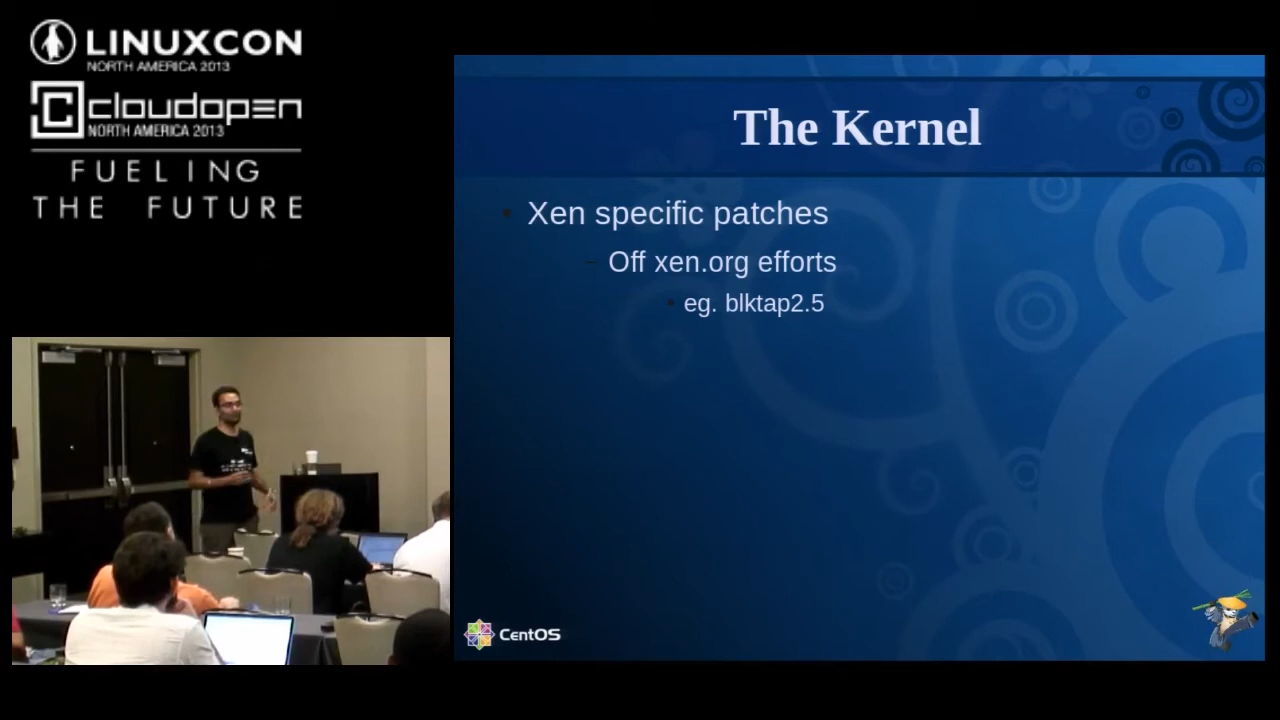 LINUXCON
NORTH AMERICA 2013
cloudopen
NORTH AMERICA 2013
FUELING
THE FUTURE
The Kernel
Xen specific patches
Off xen.org efforts
eg. blktap2.5
CentOS